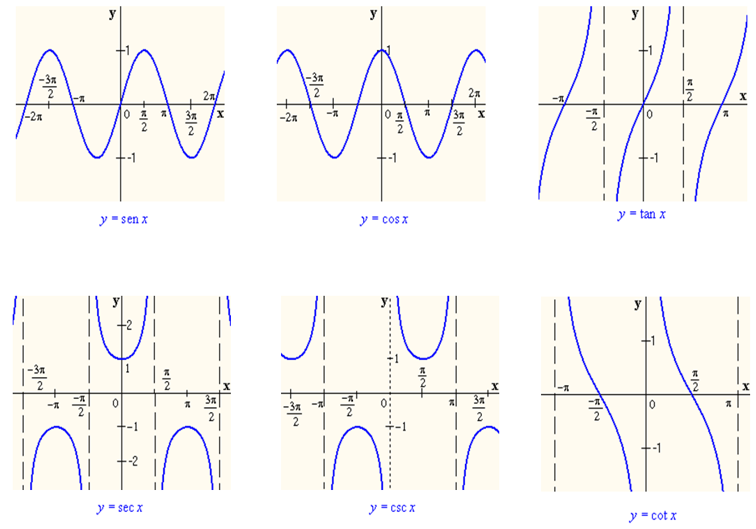 y
1
-3π/2
-2π
-π
0
π/2
π
3π/2
2π
x
-1
y = sen x
y
1
-3π/2
-2π
-π
0
π/2
π
3π/2
2π
x
-1
y = cos x
y
1
-π
-π/2
0
π/2
π
x
-1
y = tan x
y
2
1
-3π/2
-π
-π/2
0
π/2
π
3π/2
x
-1
-2
y = sec x
y
1
-3π/2
-π
-π/2
0
π/2
π
3π/2
x
-1
y = csc x
y
1
-π
-π/2
0
π/2
π
x
-1
y = cot x